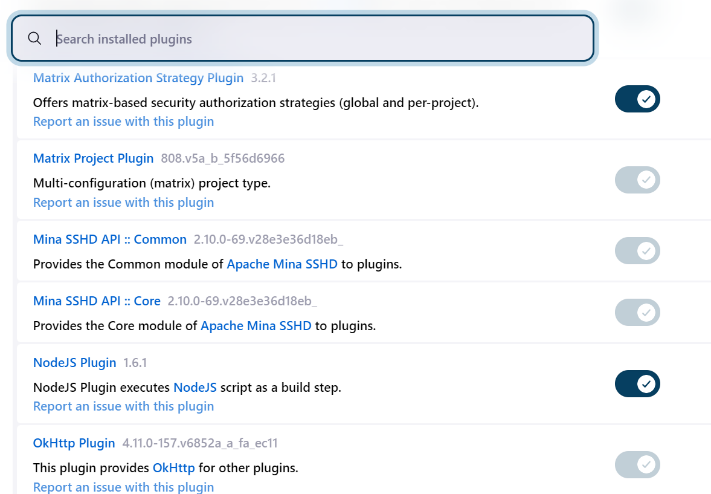 Search installed plugins
Matrix Authorization Strategy Plugin 3.2.1
Offers matrix-based security authorization strategies (global and per-project).
Report an issue with this plugin
Matrix Project Plugin 808.v5a_b_5f56d6966
Multi-configuration (matrix) project type.
Report an issue with this plugin
Mina SSHD API :: Common 2.10.0-69.v28e3e36d18eb_
Provides the Common module of Apache Mina SSHD to plugins.
Mina SSHD API :: Core 2.10.0-69.v28e3e36d18eb_
Provides the Core module of Apache Mina SSHD to plugins.
NodeJS Plugin 1.6.1
NodeJS Plugin executes NodeJS script as a build step.
Report an issue with this plugin
OkHttp Plugin 4.11.0-157.v6852a_a_fa_ec11
This plugin provides OkHttp for other plugins.
Report an issue with this plugin